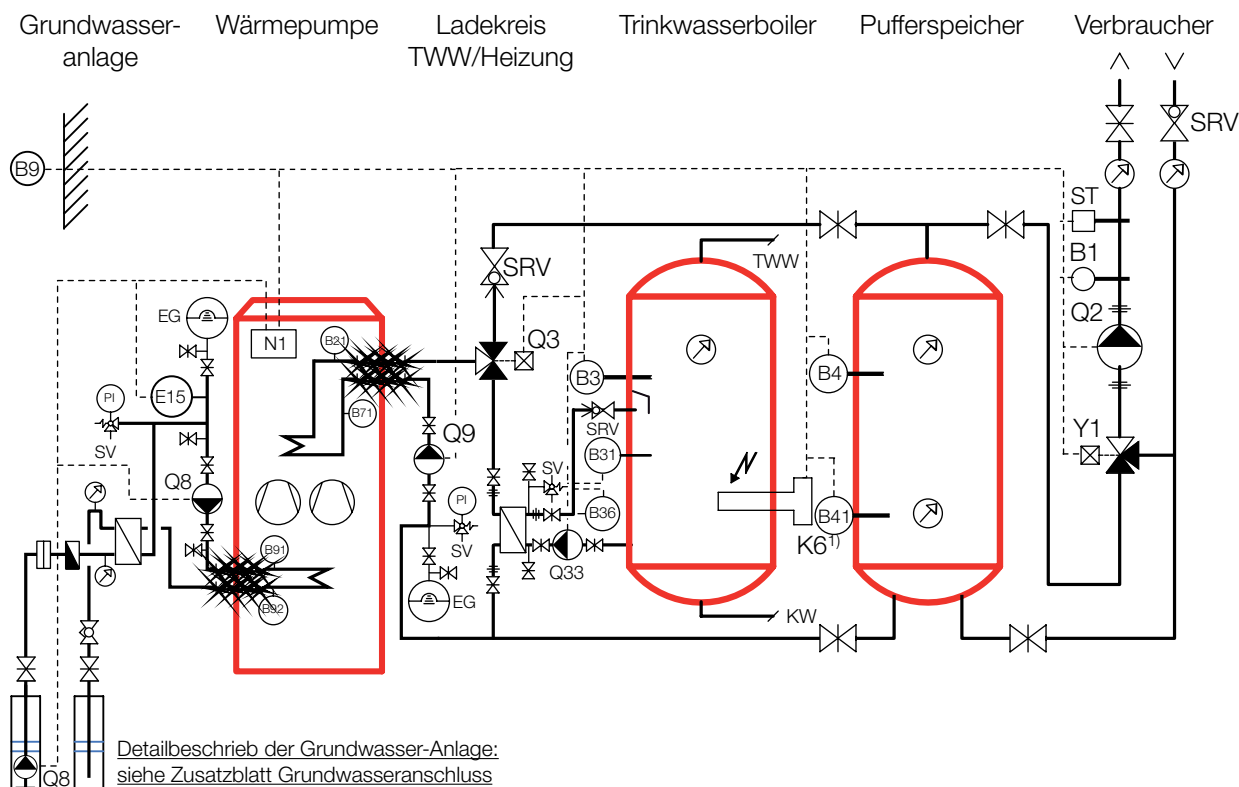 Grundwasser-
anlage
Wärmepumpe
Ladekreis
TWW/Heizung
Trinkwasserboiler
Pufferspeicher
Verbraucher
SRV
B9
ST
TWW
B1
SRV
EG
N1
B21
Q3
Q2
B3
B4
PI
E15
B71
Q9
SRV
Y1
SV
B31
SV
Q8
PI
B36
B41
K6¹⁾
SV
B91
Q33
B92
EG
KW
Detailbeschrieb der Grundwasser-Anlage:
siehe Zusatzblatt Grundwasseranschluss
Q8